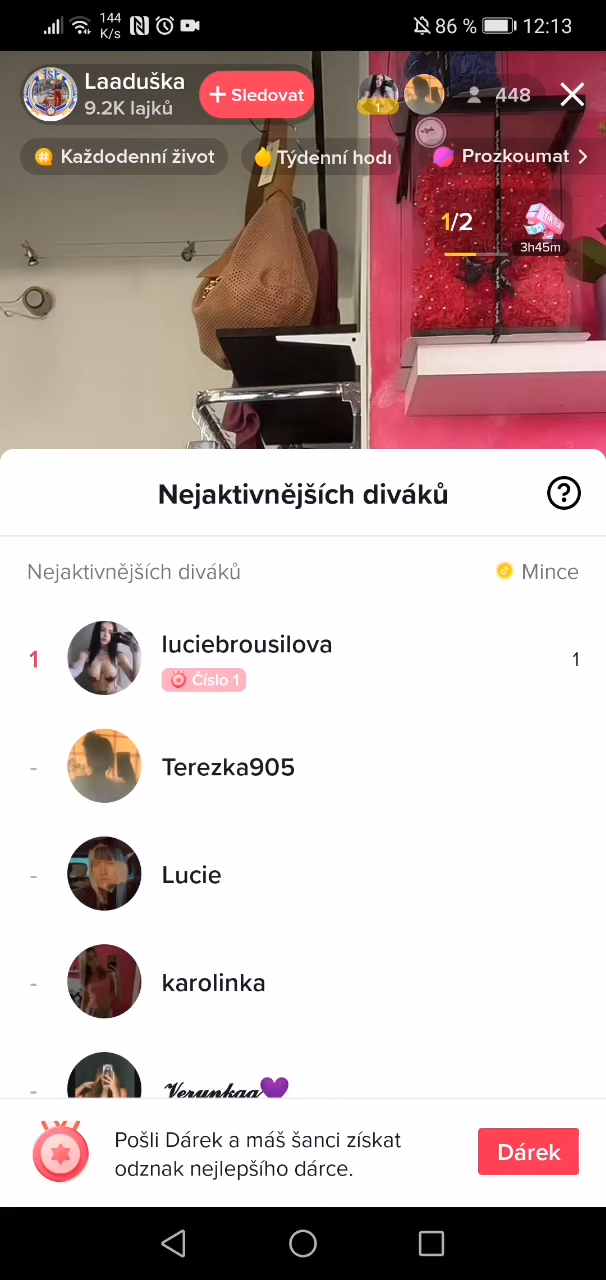 144
K/s
86 %
12:13
Laaduška
9.2K lajků
+ Sledovat
1
448
Každodenní život
Týdenní hodi
Prozkoumat
1/2
3h45m
Nejaktivnějších diváků
Nejaktivnějších diváků
Mince
1
luciebrousilova
Číslo 1
1
-
Terezka905
-
Lucie
-
karolinka
-
Verunkaa💜
Pošli Dárek a máš šanci získat
odznak nejlepšího dárce.
Dárek